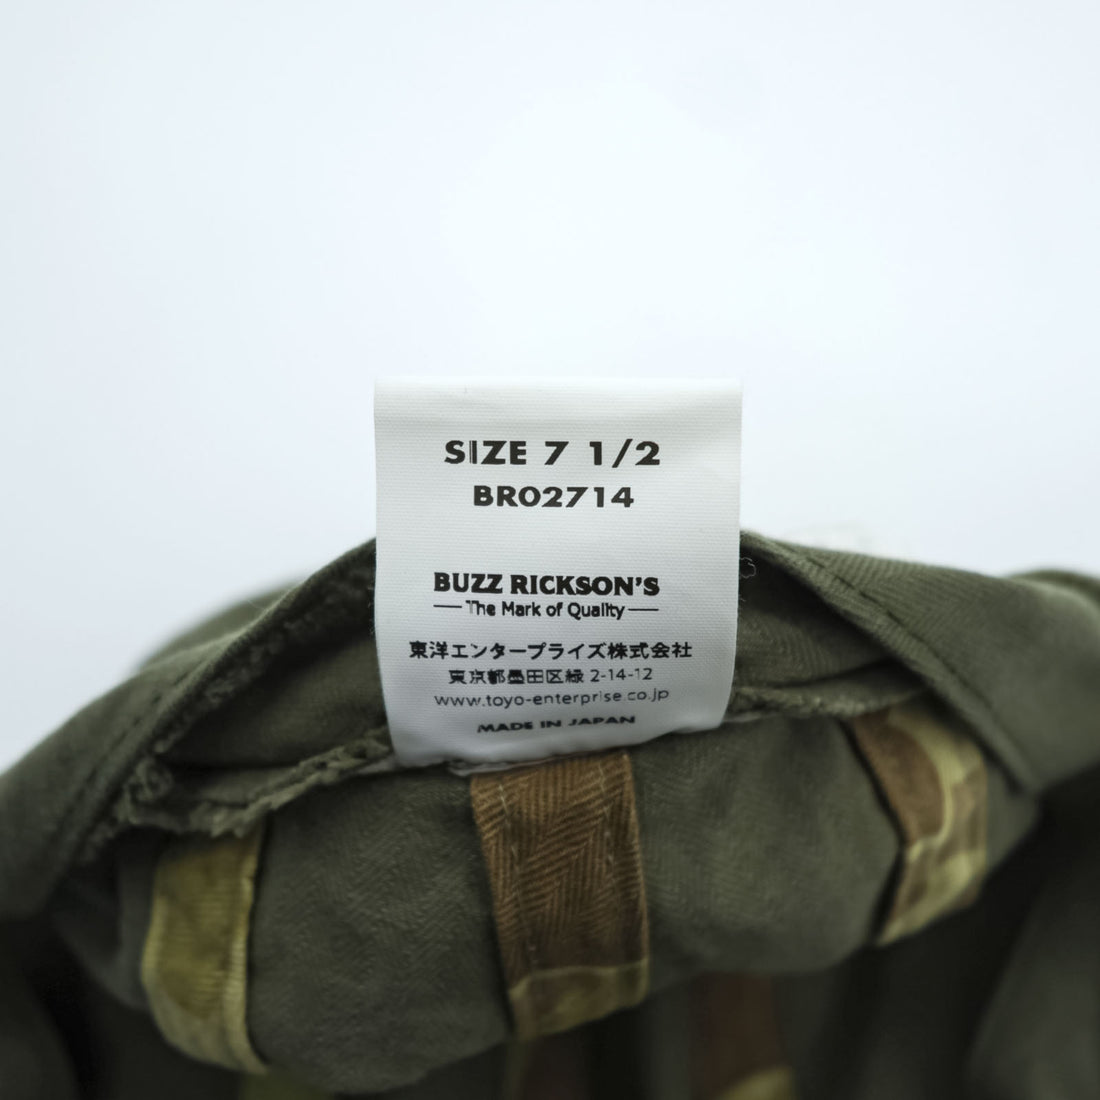 SIZE 7 1/2
BR02714
BUZZ RICKSON'S
The Mark of Quality
東洋エンタープライズ株式会社
東京都墨田区緑 2-14-12
www.toyo-enterprise.co.jp
MADE IN JAPAN